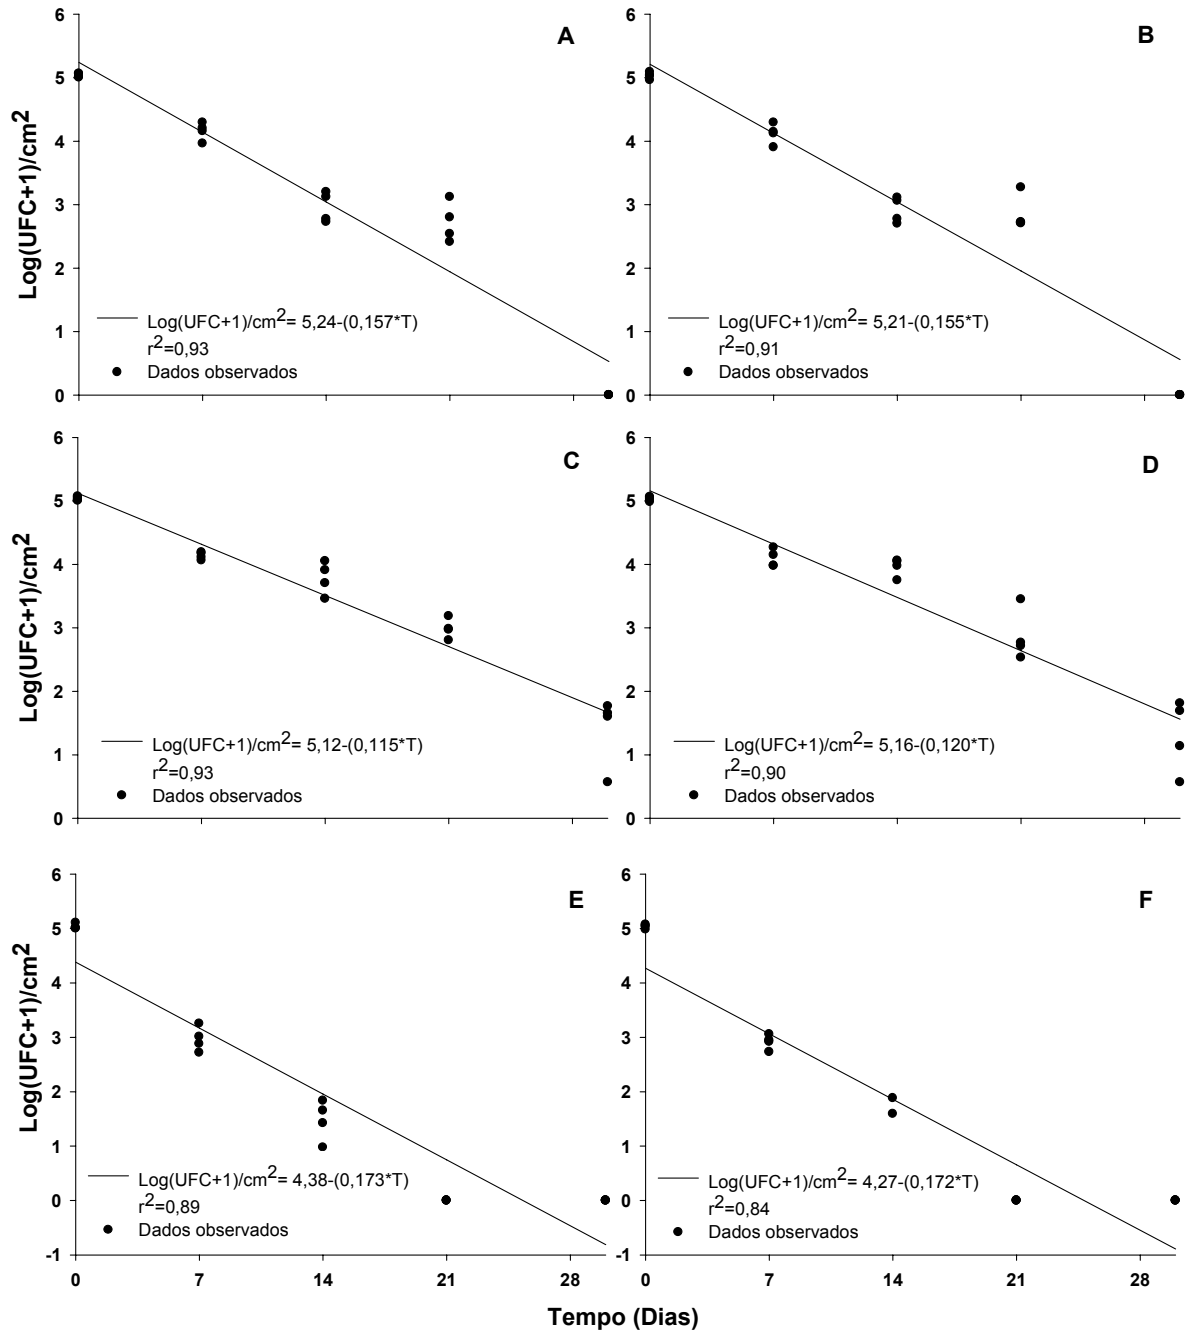 A
6
5
4
3
2
1
0
Log(UFC+1)/cm2
Log(UFC+1)/cm2= 5,24-(0,157*T)
r2=0,93
Dados observados
B
6
5
4
3
2
1
0
Log(UFC+1)/cm2= 5,21-(0,155*T)
r2=0,91
Dados observados
C
6
5
4
3
2
1
0
Log(UFC+1)/cm2
Log(UFC+1)/cm2= 5,12-(0,115*T)
r2=0,93
Dados observados
D
6
5
4
3
2
1
0
Log(UFC+1)/cm2= 5,16-(0,120*T)
r2=0,90
Dados observados
E
6
5
4
3
2
1
0
-1
Log(UFC+1)/cm2
Log(UFC+1)/cm2= 4,38-(0,173*T)
r2=0,89
Dados observados
0 7 14 21 28
F
6
5
4
3
2
1
0
-1
Log(UFC+1)/cm2= 4,27-(0,172*T)
r2=0,84
Dados observados
0 7 14 21 28
Tempo (Dias)